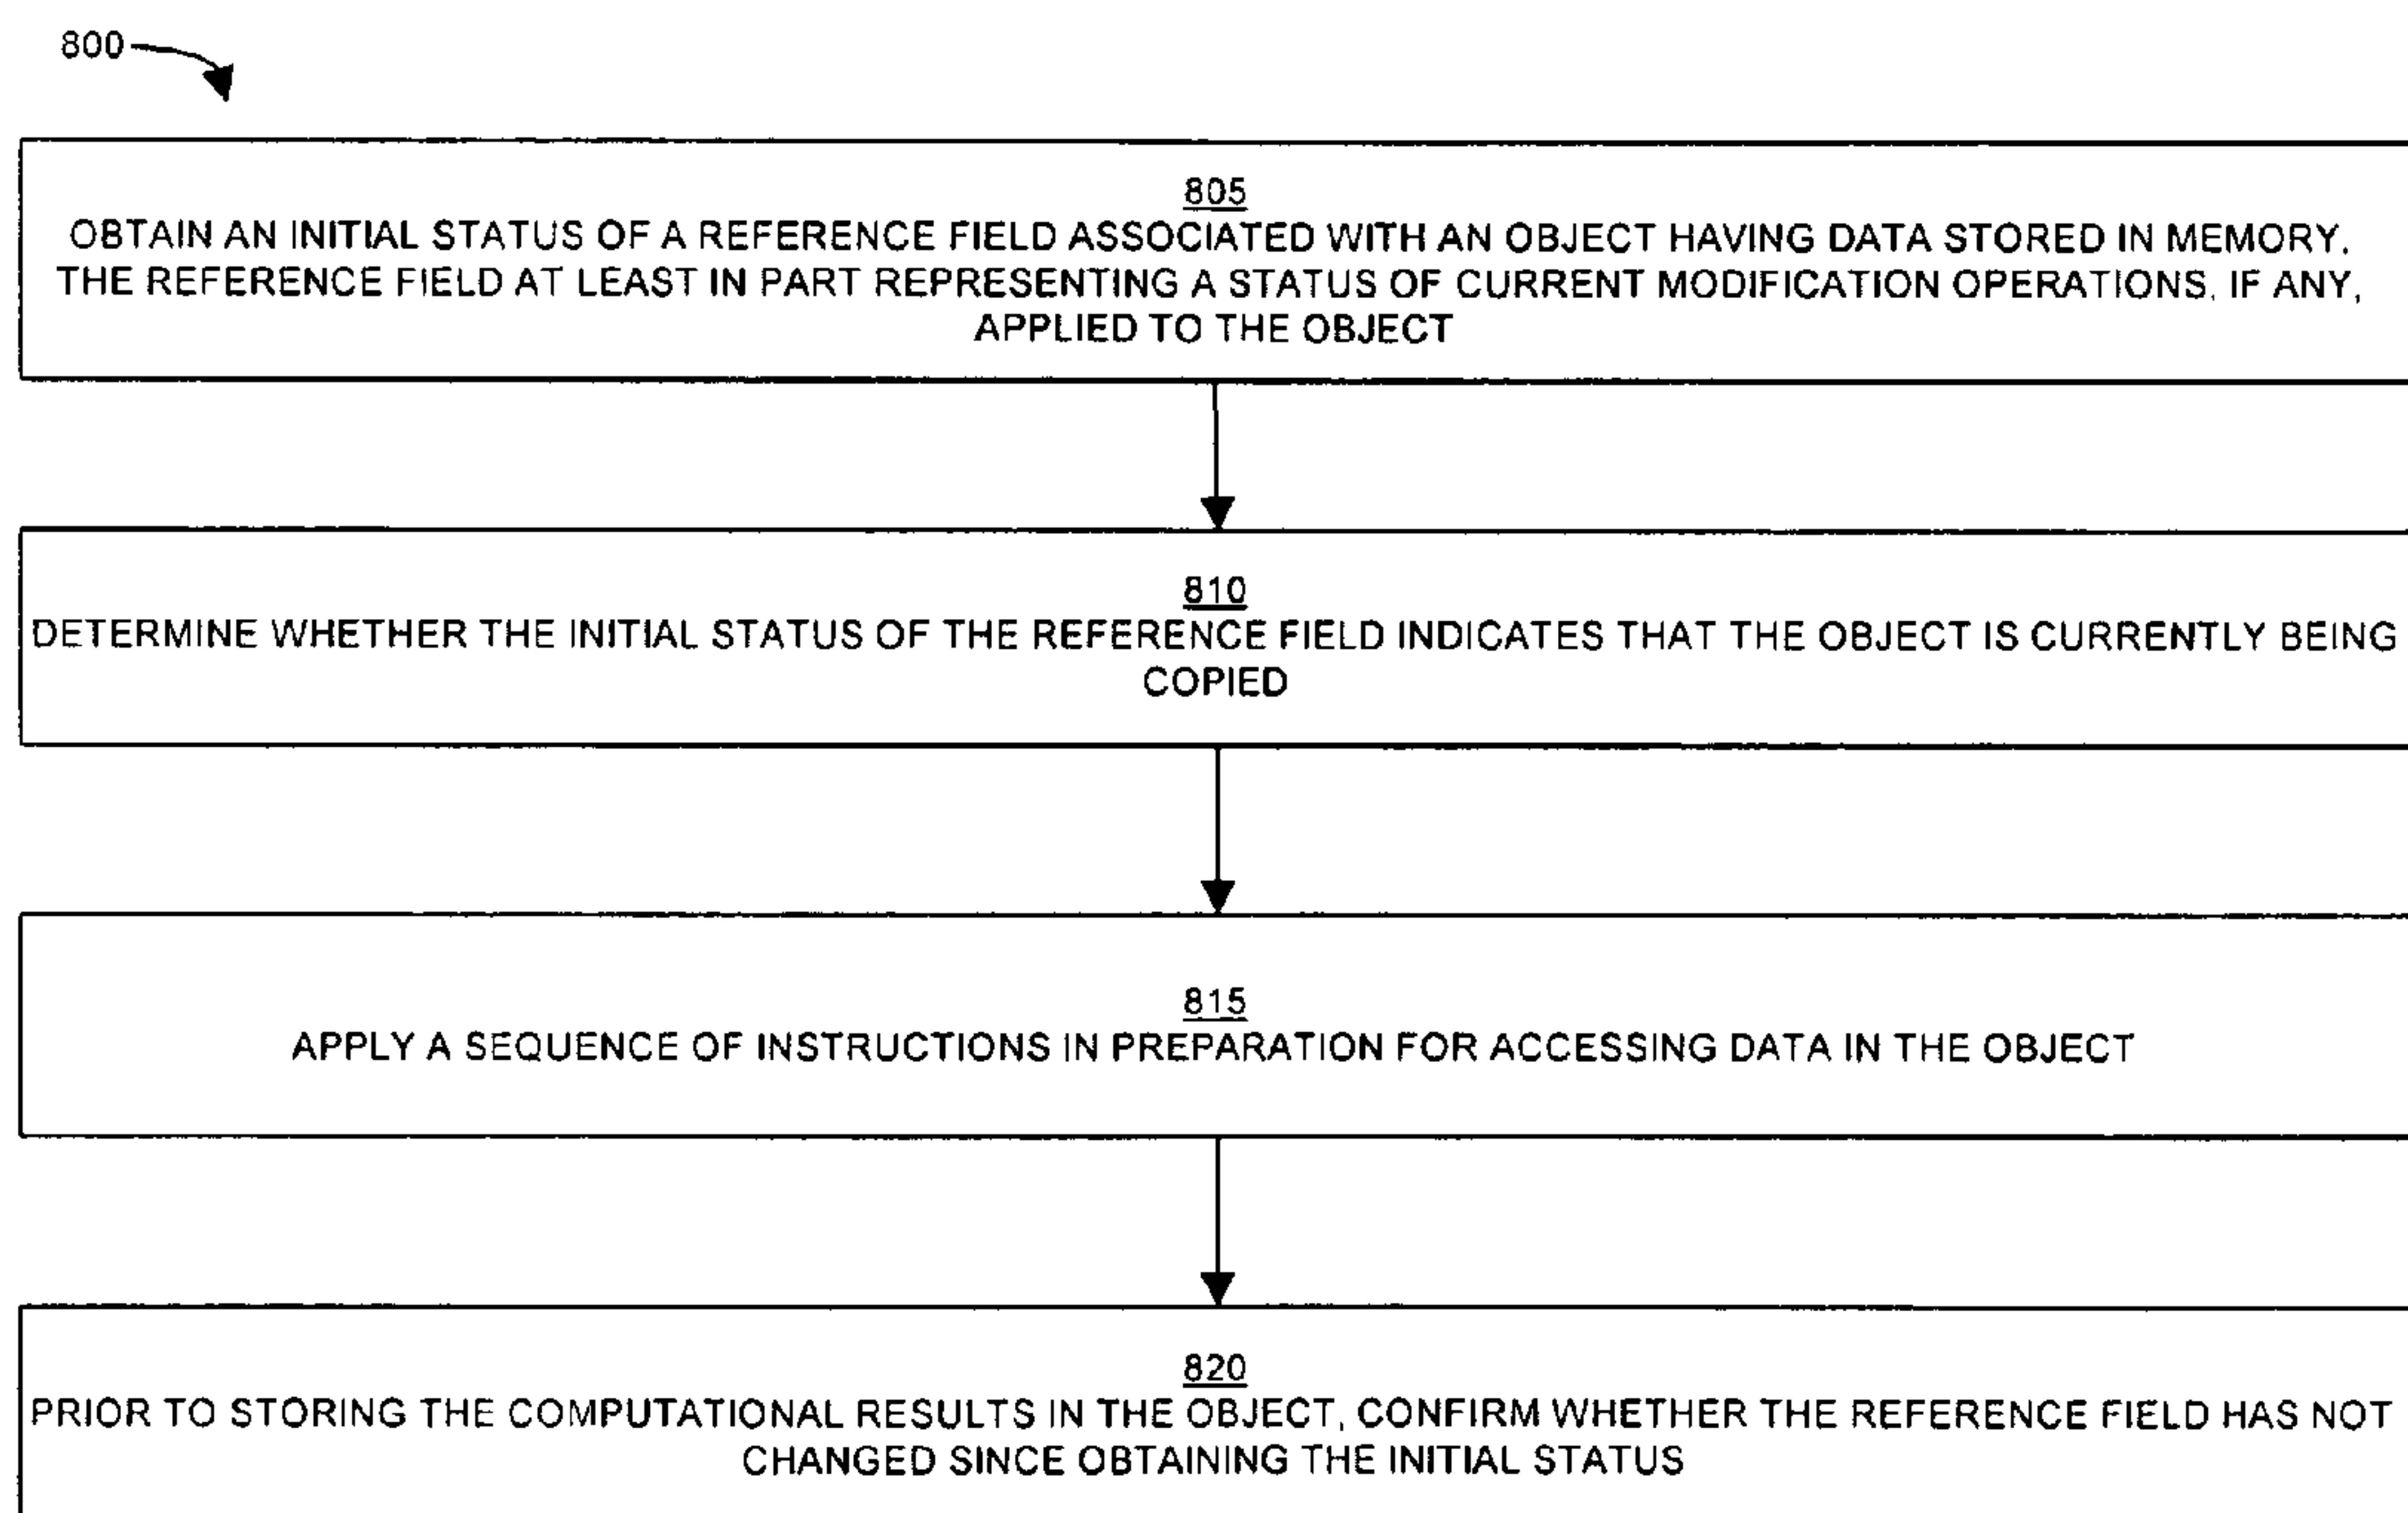 800
805
OBTAIN AN INITIAL STATUS OF A REFERENCE FIELD ASSOCIATED WITH AN OBJECT HAVING DATA STORED IN MEMORY,
THE REFERENCE FIELD AT LEAST IN PART REPRESENTING A STATUS OF CURRENT MODIFICATION OPERATIONS, IF ANY,
APPLIED TO THE OBJECT
810
DETERMINE WHETHER THE INITIAL STATUS OF THE REFERENCE FIELD INDICATES THAT THE OBJECT IS CURRENTLY BEING
COPIED
815
APPLY A SEQUENCE OF INSTRUCTIONS IN PREPARATION FOR ACCESSING DATA IN THE OBJECT
820
PRIOR TO STORING THE COMPUTATIONAL RESULTS IN THE OBJECT, CONFIRM WHETHER THE REFERENCE FIELD HAS NOT
CHANGED SINCE OBTAINING THE INITIAL STATUS